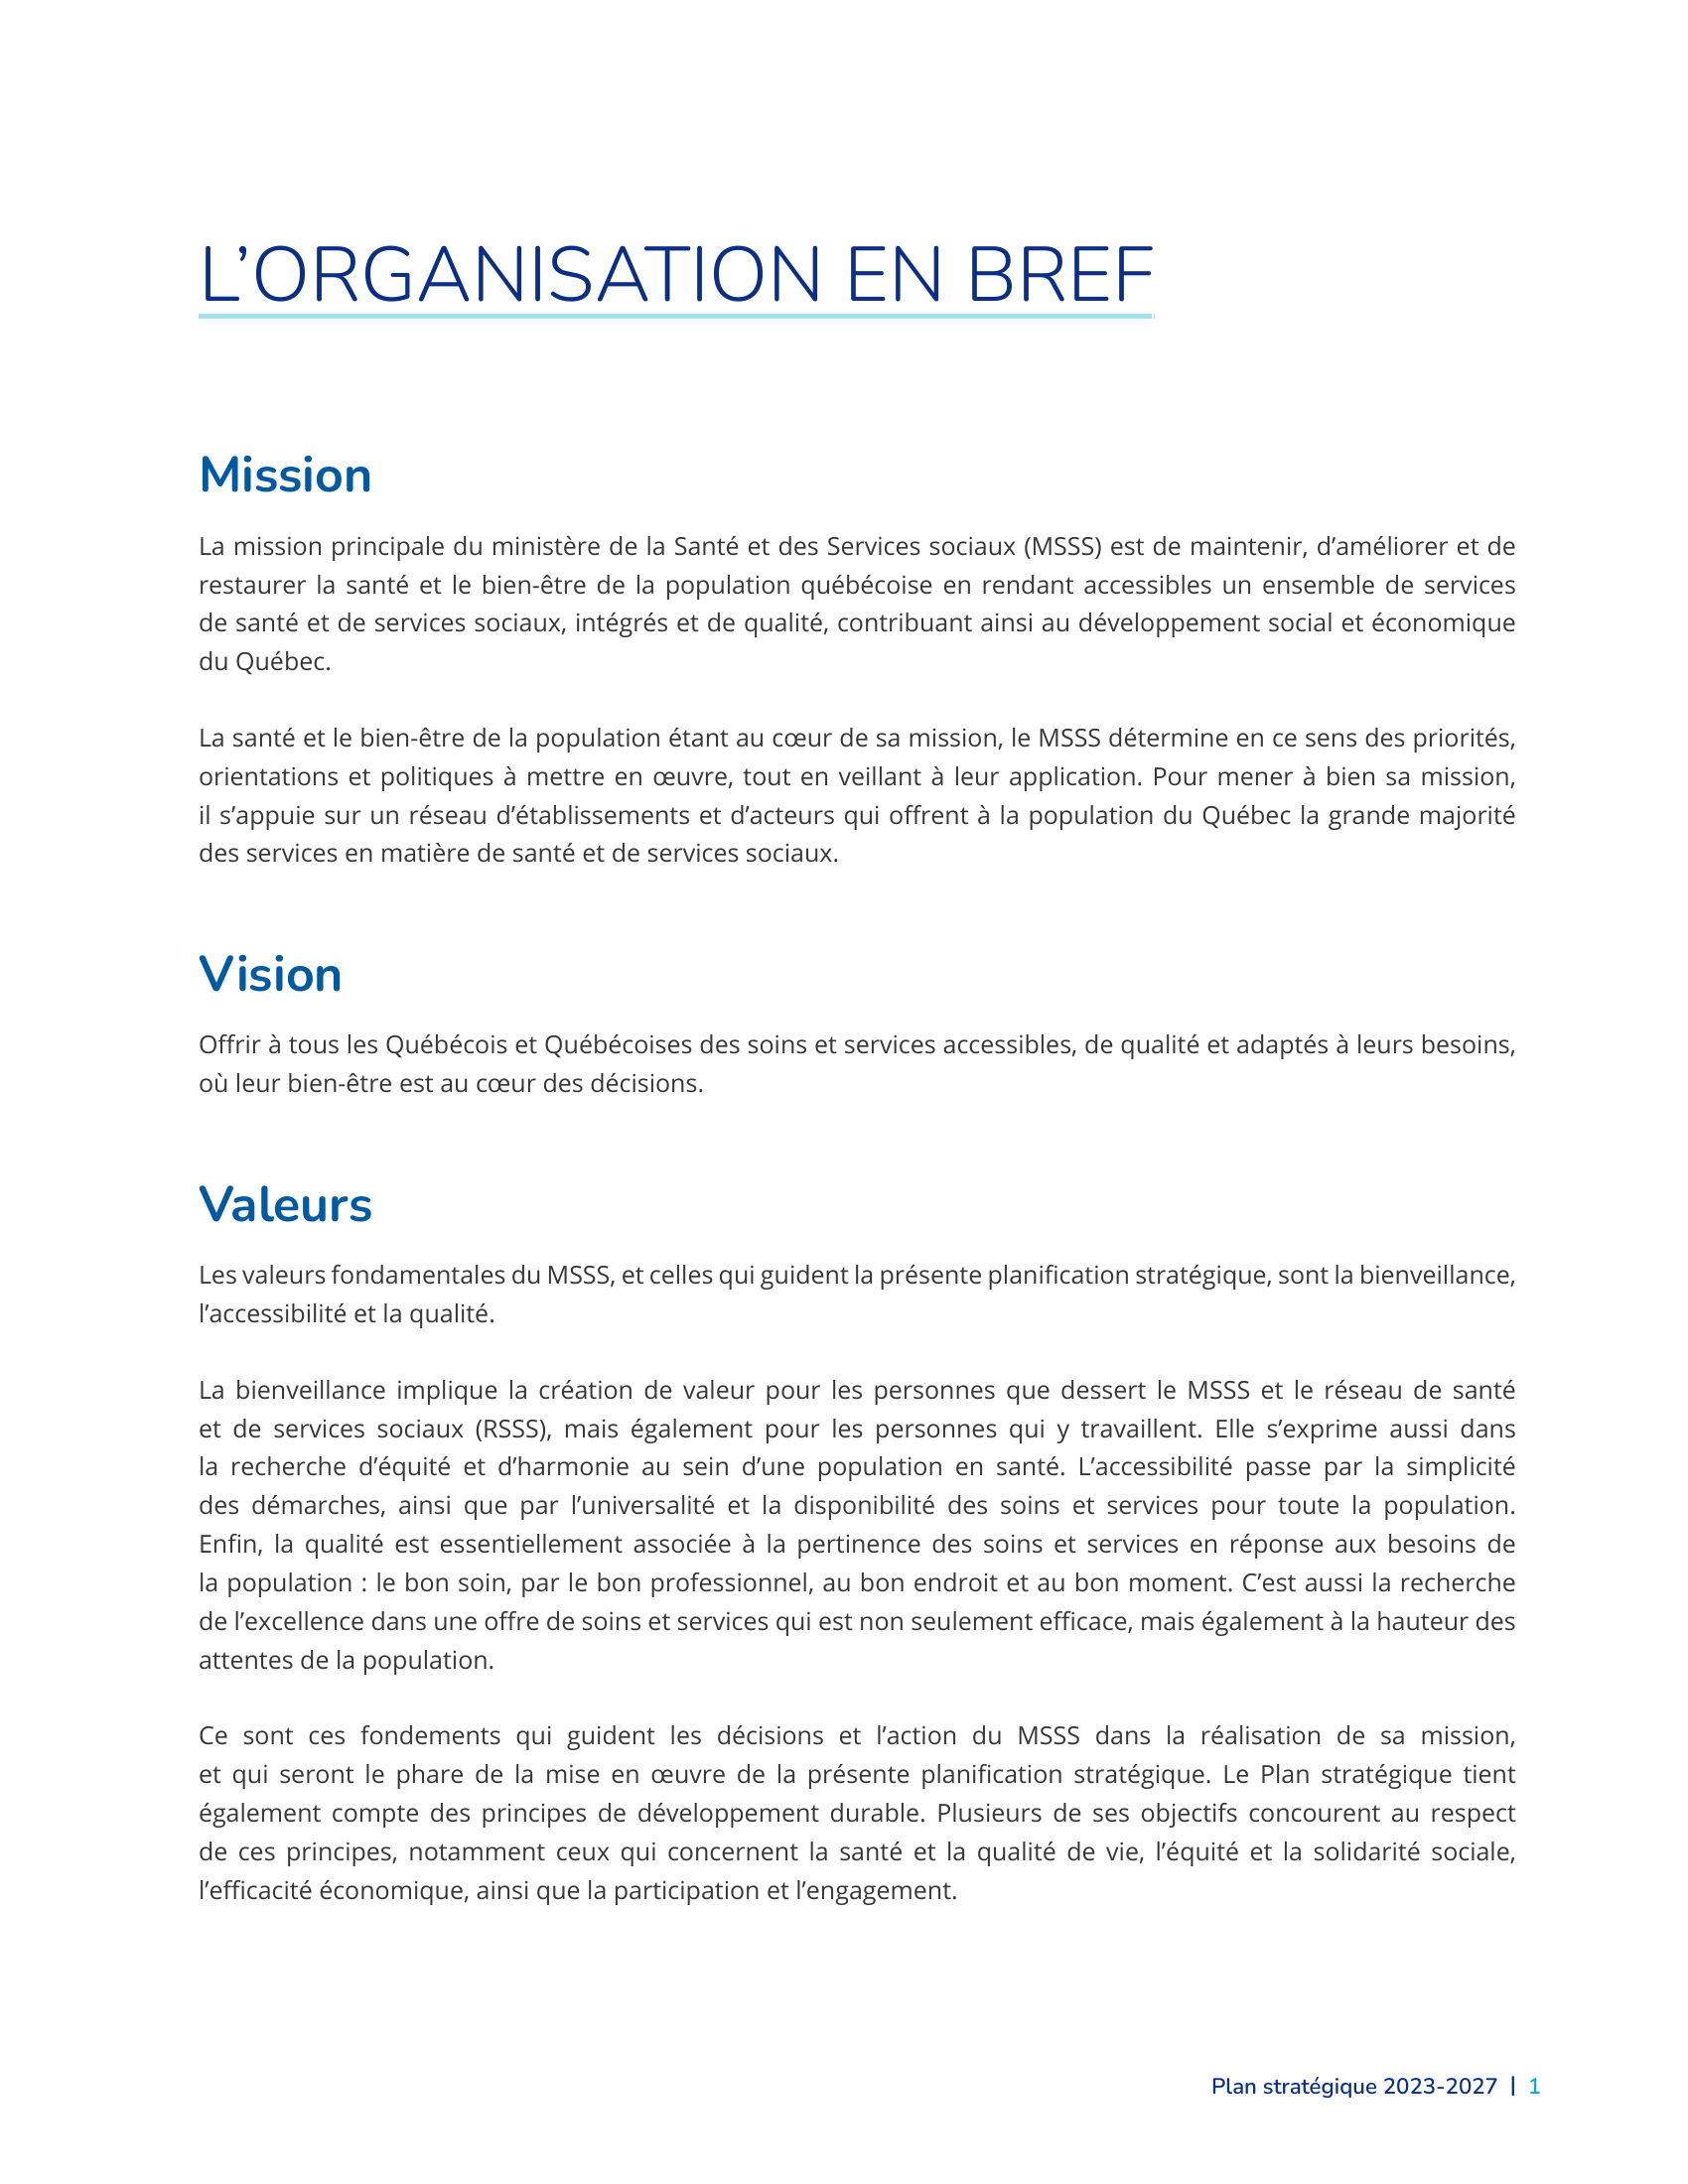 L’ORGANISATION EN BREF
Mission
La mission principale du ministère de la Santé et des Services sociaux (MSSS) est de maintenir, d’améliorer et de
restaurer la santé et le bien-être de la population québécoise en rendant accessibles un ensemble de services
de santé et de services sociaux, intégrés et de qualité, contribuant ainsi au développement social et économique
du Québec.
La santé et le bien-être de la population étant au cœur de sa mission, le MSSS détermine en ce sens des priorités,
orientations et politiques à mettre en œuvre, tout en veillant à leur application. Pour mener à bien sa mission,
il s’appuie sur un réseau d’établissements et d’acteurs qui offrent à la population du Québec la grande majorité
des services en matière de santé et de services sociaux.
Vision
Offrir à tous les Québécois et Québécoises des soins et services accessibles, de qualité et adaptés à leurs besoins,
où leur bien-être est au cœur des décisions.
Valeurs
Les valeurs fondamentales du MSSS, et celles qui guident la présente planification stratégique, sont la bienveillance,
l’accessibilité et la qualité.
La bienveillance implique la création de valeur pour les personnes que dessert le MSSS et le réseau de santé
et de services sociaux (RSSS), mais également pour les personnes qui y travaillent. Elle s’exprime aussi dans
la recherche d’équité et d’harmonie au sein d’une population en santé. L’accessibilité passe par la simplicité
des démarches, ainsi que par l’universalité et la disponibilité des soins et services pour toute la population.
Enfin, la qualité est essentiellement associée à la pertinence des soins et services en réponse aux besoins de
la population : le bon soin, par le bon professionnel, au bon endroit et au bon moment. C’est aussi la recherche
de l’excellence dans une offre de soins et services qui est non seulement efficace, mais également à la hauteur des
attentes de la population.
Ce sont ces fondements qui guident les décisions et l’action du MSSS dans la réalisation de sa mission,
et qui seront le phare de la mise en œuvre de la présente planification stratégique. Le Plan stratégique tient
également compte des principes de développement durable. Plusieurs de ses objectifs concourent au respect
de ces principes, notamment ceux qui concernent la santé et la qualité de vie, l’équité et la solidarité sociale,
l’efficacité économique, ainsi que la participation et l’engagement.
Plan stratégique 2023-2027 | 1